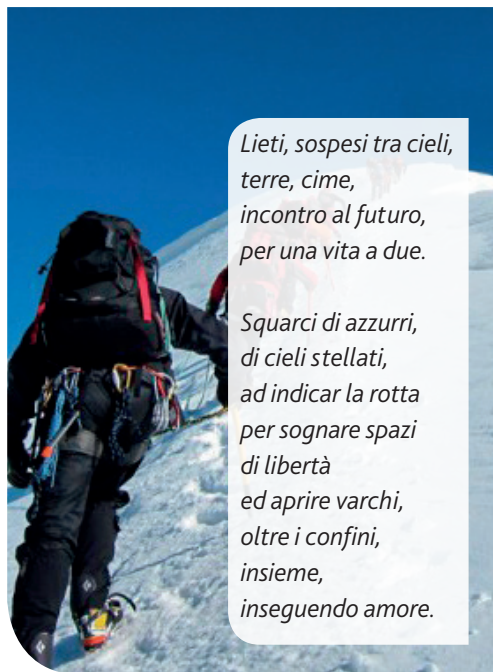 Lieti, sospesi tra cieli,
terre, cime,
incontro al futuro,
per una vita a due.

Squarci di azzurri,
di cieli stellati,
ad indicar la rotta
per sognare spazi
di libertà
ed aprire varchi,
oltre i confini,
insieme,
inseguendo amore.